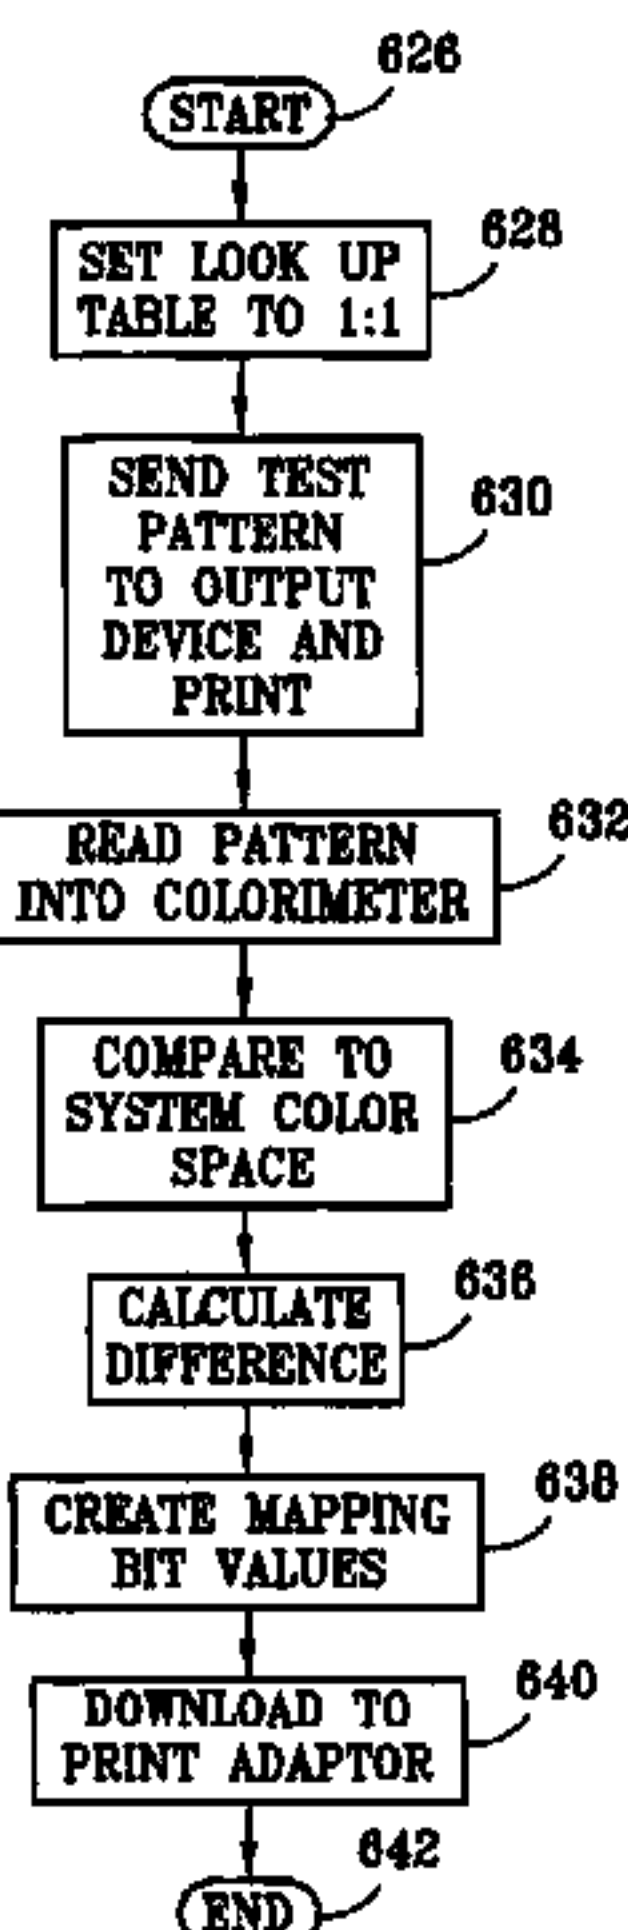 626
START
628
SET LOOK UP
TABLE TO 1:1
630
SEND TEST
PATTERN
TO OUTPUT
DEVICE AND
PRINT
632
READ PATTERN
INTO COLORIMETER
634
COMPARE TO
SYSTEM COLOR
SPACE
636
CALCULATE
DIFFERENCE
638
CREATE MAPPING
BIT VALUES
640
DOWNLOAD TO
PRINT ADAPTOR
642
END